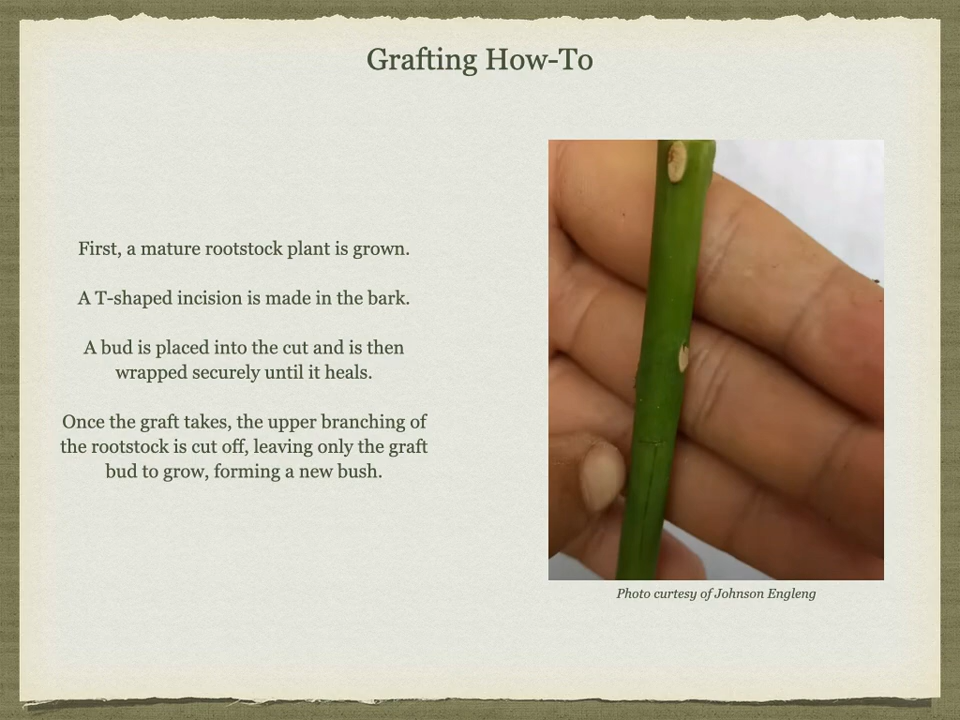 Grafting How-To
First, a mature rootstock plant is grown.
A T-shaped incision is made in the bark.
A bud is placed into the cut and is then
wrapped securely until it heals.
Once the graft takes, the upper branching of
the rootstock is cut off, leaving only the graft
bud to grow, forming a new bush.
Photo curtesy of Johnson Engleng